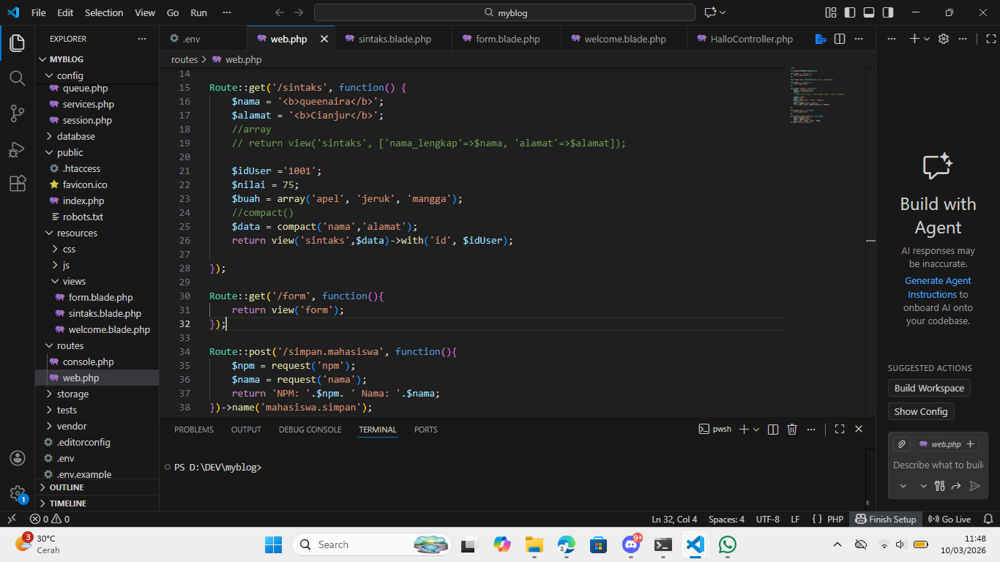 File Edit Selection View Go Run ···
myblog
EXPLORER ···
MYBLOG
config
queue.php
services.php
session.php
database
public
.htaccess
favicon.ico
index.php
robots.txt
resources
css
js
views
form.blade.php
sintaks.blade.php
welcome.blade.php
routes
console.php
web.php
storage
tests
vendor
.editorconfig
.env
.env.example
OUTLINE
TIMELINE
.env web.php sintaks.blade.php form.blade.php welcome.blade.php HalloController.php ···
routes > web.php
14
15 Route::get('/sintaks', function() {
16 $nama = '<b>queenaira</b>';
17 $alamat = '<b>Cianjur</b>';
18 //array
19 // return view('sintaks', ['nama_lengkap'=>$nama, 'alamat'=>$alamat]);
20
21 $idUser ='1001';
22 $nilai = 75;
23 $buah = array('apel', 'jeruk', 'mangga');
24 //compact()
25 $data = compact('nama','alamat');
26 return view('sintaks',$data)->with('id', $idUser);
27
28 });
29
30 Route::get('/form', function(){
31 return view('form');
32 });
33
34 Route::post('/simpan.mahasiswa', function(){
35 $npm = request('npm');
36 $nama = request('nama');
37 return 'NPM: '.$npm. ' Nama: '.$nama;
38 })->name('mahasiswa.simpan');
PROBLEMS OUTPUT DEBUG CONSOLE TERMINAL PORTS
pwsh ···
PS D:\DEV\myblog>
Build with
Agent
AI responses may
be inaccurate.
Generate Agent
Instructions to
onboard AI onto
your codebase.
SUGGESTED ACTIONS
Build Workspace
Show Config
web.php
Describe what to buil
1
0 0
Ln 32, Col 4 Spaces: 4 UTF-8 LF { } PHP Finish Setup Go Live
3
30°C
Cerah
Search
9+
11:48
10/03/2026